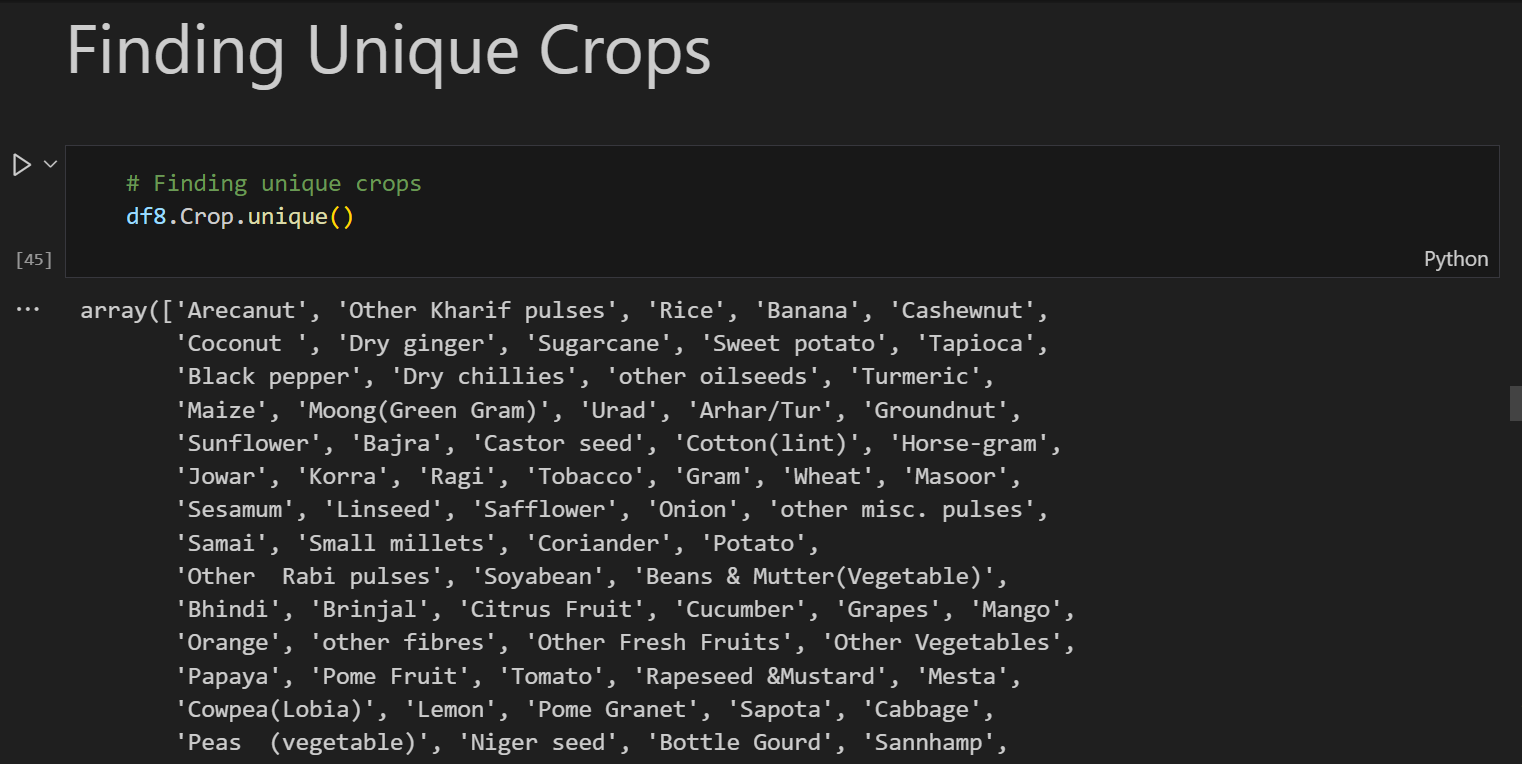 Finding Unique Crops
# Finding unique crops
df8.Crop.unique()
[45]
Python
... array(['Arecanut', 'Other Kharif pulses', 'Rice', 'Banana', 'Cashewnut',
'Coconut ', 'Dry ginger', 'Sugarcane', 'Sweet potato', 'Tapioca',
'Black pepper', 'Dry chillies', 'other oilseeds', 'Turmeric',
'Maize', 'Moong(Green Gram)', 'Urad', 'Arhar/Tur', 'Groundnut',
'Sunflower', 'Bajra', 'Castor seed', 'Cotton(lint)', 'Horse-gram',
'Jowar', 'Korra', 'Ragi', 'Tobacco', 'Gram', 'Wheat', 'Masoor',
'Sesamum', 'Linseed', 'Safflower', 'Onion', 'other misc. pulses',
'Samai', 'Small millets', 'Coriander', 'Potato',
'Other  Rabi pulses', 'Soyabean', 'Beans & Mutter(Vegetable)',
'Bhindi', 'Brinjal', 'Citrus Fruit', 'Cucumber', 'Grapes', 'Mango',
'Orange', 'other fibres', 'Other Fresh Fruits', 'Other Vegetables',
'Papaya', 'Pome Fruit', 'Tomato', 'Rapeseed &Mustard', 'Mesta',
'Cowpea(Lobia)', 'Lemon', 'Pome Granet', 'Sapota', 'Cabbage',
'Peas  (vegetable)', 'Niger seed', 'Bottle Gourd', 'Sannhamp',